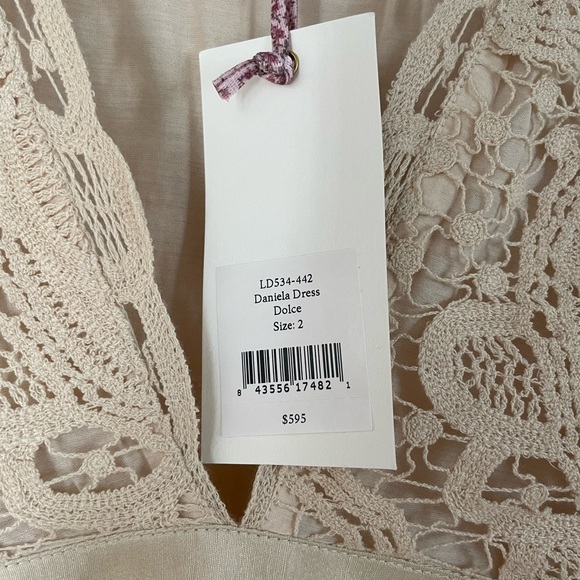 LD534-442
Daniela Dress
Dolce
Size: 2
8 43556 17482 1
$595